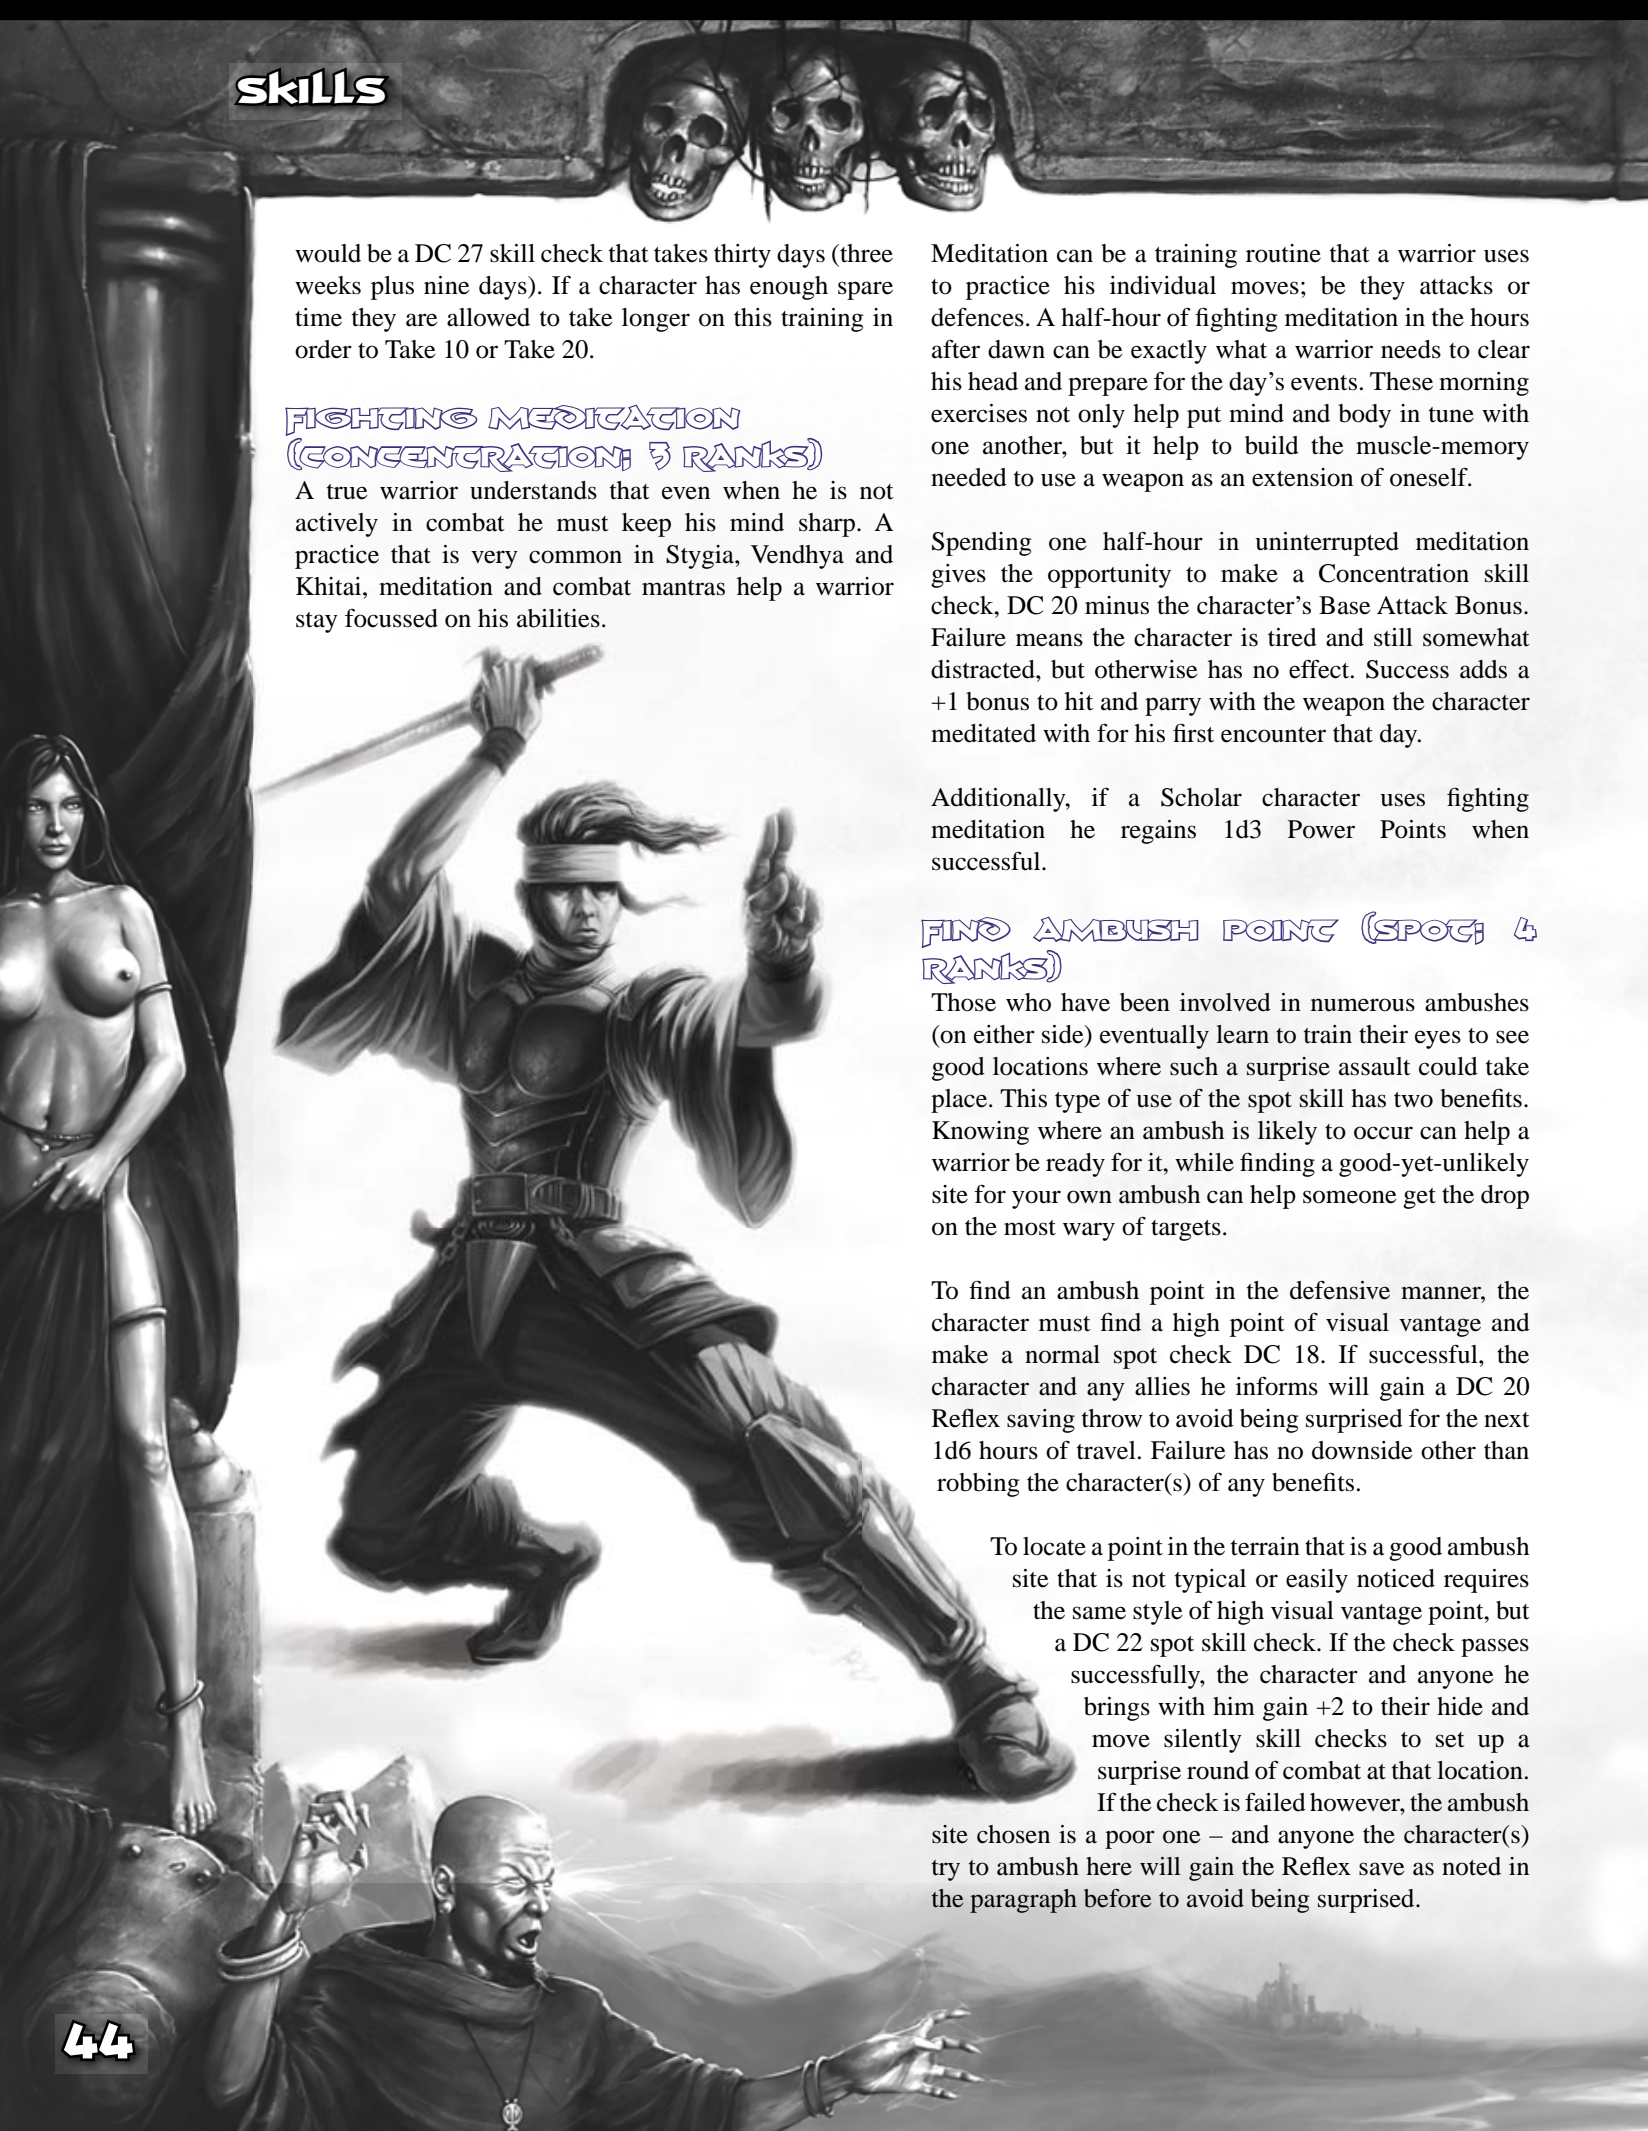 skills
would be a DC 27 skill check that takes thirty days (three
weeks plus nine days). If a character has enough spare
time they are allowed to take longer on this training in
order to Take 10 or Take 20.
FIGHTING MEDITATION
(CONCENTRATION; 3 RANKS)
A true warrior understands that even when he is not
actively in combat he must keep his mind sharp. A
practice that is very common in Stygia, Vendhya and
Khitai, meditation and combat mantras help a warrior
stay focussed on his abilities.
Meditation can be a training routine that a warrior uses
to practice his individual moves; be they attacks or
defences. A half-hour of fighting meditation in the hours
after dawn can be exactly what a warrior needs to clear
his head and prepare for the day’s events. These morning
exercises not only help put mind and body in tune with
one another, but it help to build the muscle-memory
needed to use a weapon as an extension of oneself.
Spending one half-hour in uninterrupted meditation
gives the opportunity to make a Concentration skill
check, DC 20 minus the character’s Base Attack Bonus.
Failure means the character is tired and still somewhat
distracted, but otherwise has no effect. Success adds a
+1 bonus to hit and parry with the weapon the character
meditated with for his first encounter that day.
Additionally, if a Scholar character uses fighting
meditation he regains 1d3 Power Points when
successful.
FIND AMBUSH POINT (SPOT; 4
RANKS)
Those who have been involved in numerous ambushes
(on either side) eventually learn to train their eyes to see
good locations where such a surprise assault could take
place. This type of use of the spot skill has two benefits.
Knowing where an ambush is likely to occur can help a
warrior be ready for it, while finding a good-yet-unlikely
site for your own ambush can help someone get the drop
on the most wary of targets.
To find an ambush point in the defensive manner, the
character must find a high point of visual vantage and
make a normal spot check DC 18. If successful, the
character and any allies he informs will gain a DC 20
Reflex saving throw to avoid being surprised for the next
1d6 hours of travel. Failure has no downside other than
robbing the character(s) of any benefits.
To locate a point in the terrain that is a good ambush
site that is not typical or easily noticed requires
the same style of high visual vantage point, but
a DC 22 spot skill check. If the check passes
successfully, the character and anyone he
brings with him gain +2 to their hide and
move silently skill checks to set up a
surprise round of combat at that location.
If the check is failed however, the ambush
site chosen is a poor one – and anyone the character(s)
try to ambush here will gain the Reflex save as noted in
the paragraph before to avoid being surprised.
44